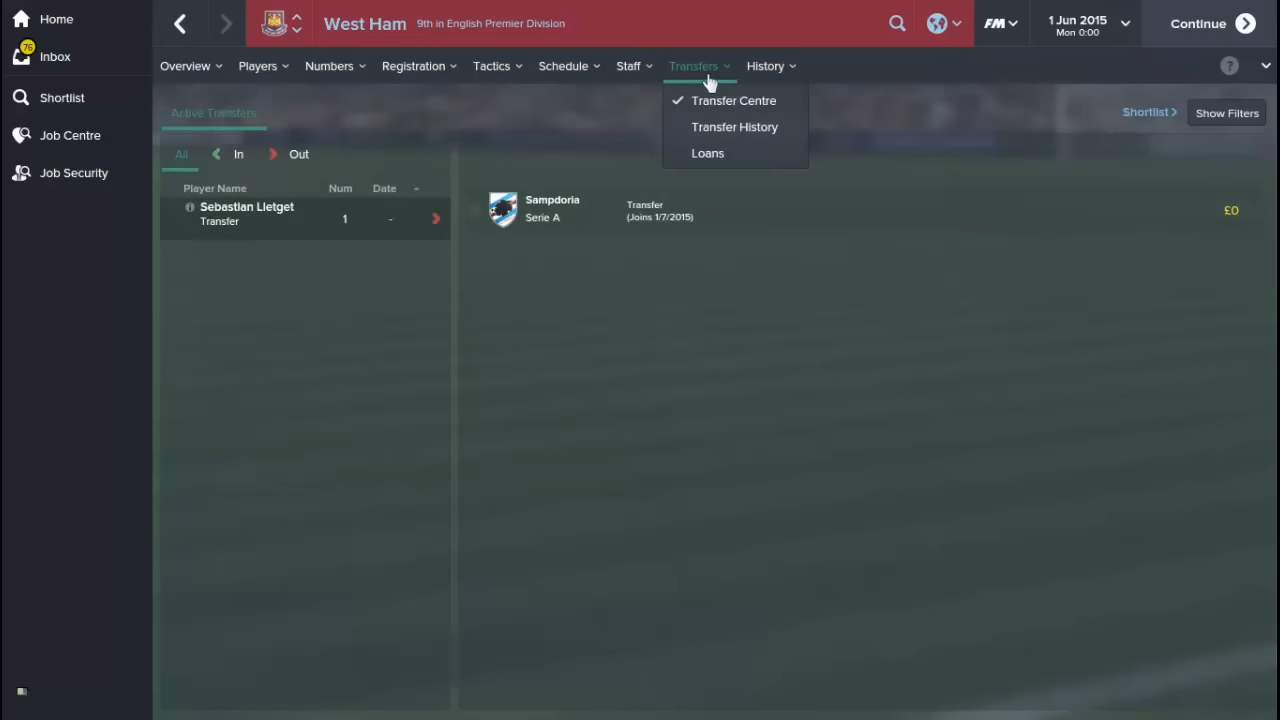 Home
76
Inbox
Shortlist
Job Centre
Job Security
West Ham 9th in English Premier Division
FM
1 Jun 2015
Mon 0:00
Continue
Overview Players Numbers Registration Tactics Schedule Staff Transfers History ?
Transfer Centre
Transfer History
Loans
Active Transfers
Shortlist Show Filters
All In Out
Player Name Num Date
Sebastian Lletget
Transfer
1 -
Sampdoria
Serie A
Transfer
(Joins 1/7/2015)
£0